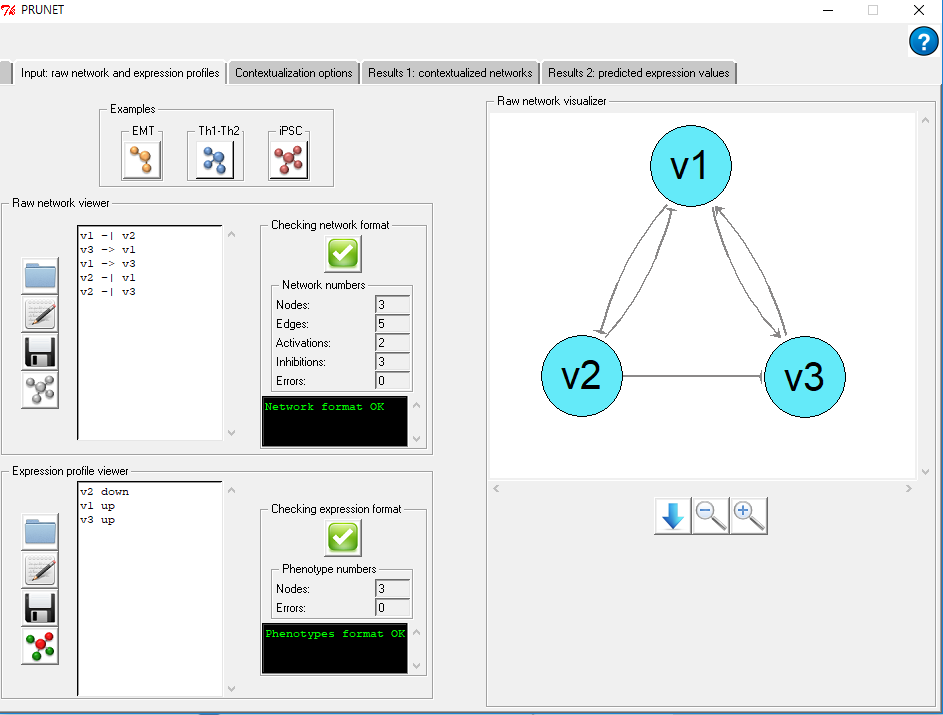 PRUNET
?
Input: raw network and expression profiles
Contextualization options
Results 1: contextualized networks
Results 2: predicted expression values
Examples
EMT
Th1-Th2
iPSC
Raw network viewer
v1 -| v2
v3 -> v1
v1 -> v3
v2 -| v1
v2 -| v3
Checking network format
Network numbers
Nodes: 3
Edges: 5
Activations: 2
Inhibitions: 3
Errors: 0
Network format OK
Expression profile viewer
v2 down
v1 up
v3 up
Checking expression format
Phenotype numbers
Nodes: 3
Errors: 0
Phenotypes format OK
Raw network visualizer
v1
v2
v3